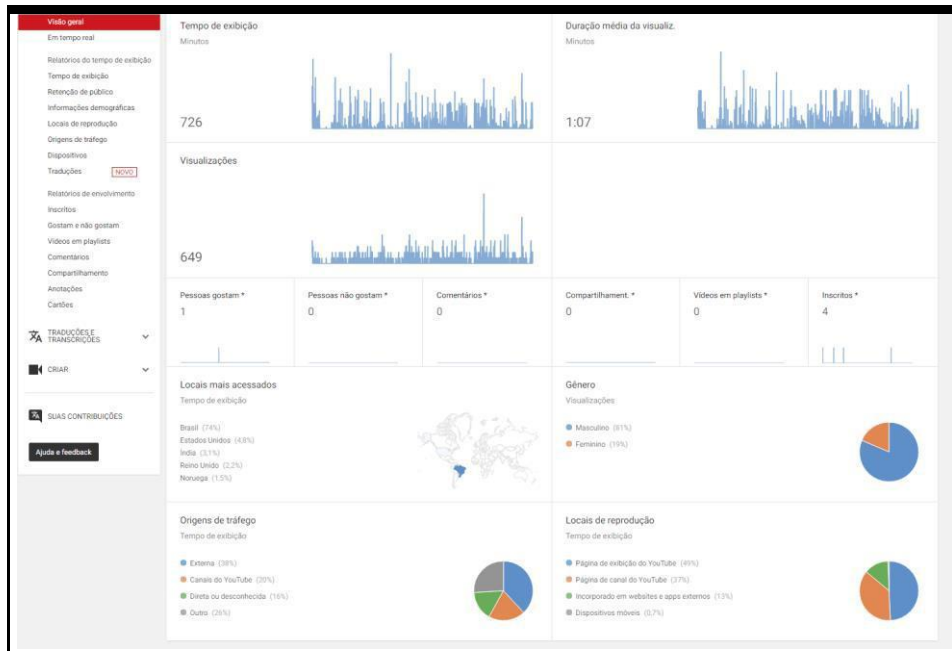 Visão geral
Em tempo real
Relatórios do tempo de exibição
Tempo de exibição
Retenção de público
Informações demográficas
Locais de reprodução
Origens de tráfego
Dispositivos
Traduções NOVO
Relatórios de envolvimento
Inscritos
Gostam e não gostam
Vídeos em playlists
Comentários
Compartilhamento
Anotações
Cartões
TRADUÇÕES E
TRANSCRIÇÕES
CRIAR
SUAS CONTRIBUIÇÕES
Ajuda e feedback
Tempo de exibição
Minutos
726
Duração média da visualiz.
Minutos
1:07
Visualizações
649
Pessoas gostam *
1
Pessoas não gostam *
0
Comentários *
0
Compartilhament. *
0
Vídeos em playlists *
0
Inscritos *
4
Locais mais acessados
Tempo de exibição
Brasil (74%)
Estados Unidos (4,8%)
Índia (3,1%)
Reino Unido (2,2%)
Noruega (1,5%)
Gênero
Visualizações
Masculino (81%)
Feminino (19%)
Origens de tráfego
Tempo de exibição
Externa (38%)
Canais do YouTube (20%)
Direta ou desconhecida (16%)
Outro (26%)
Locais de reprodução
Tempo de exibição
Página de exibição do YouTube (49%)
Página de canal do YouTube (37%)
Incorporado em websites e apps externos (13%)
Dispositivos móveis (0,7%)